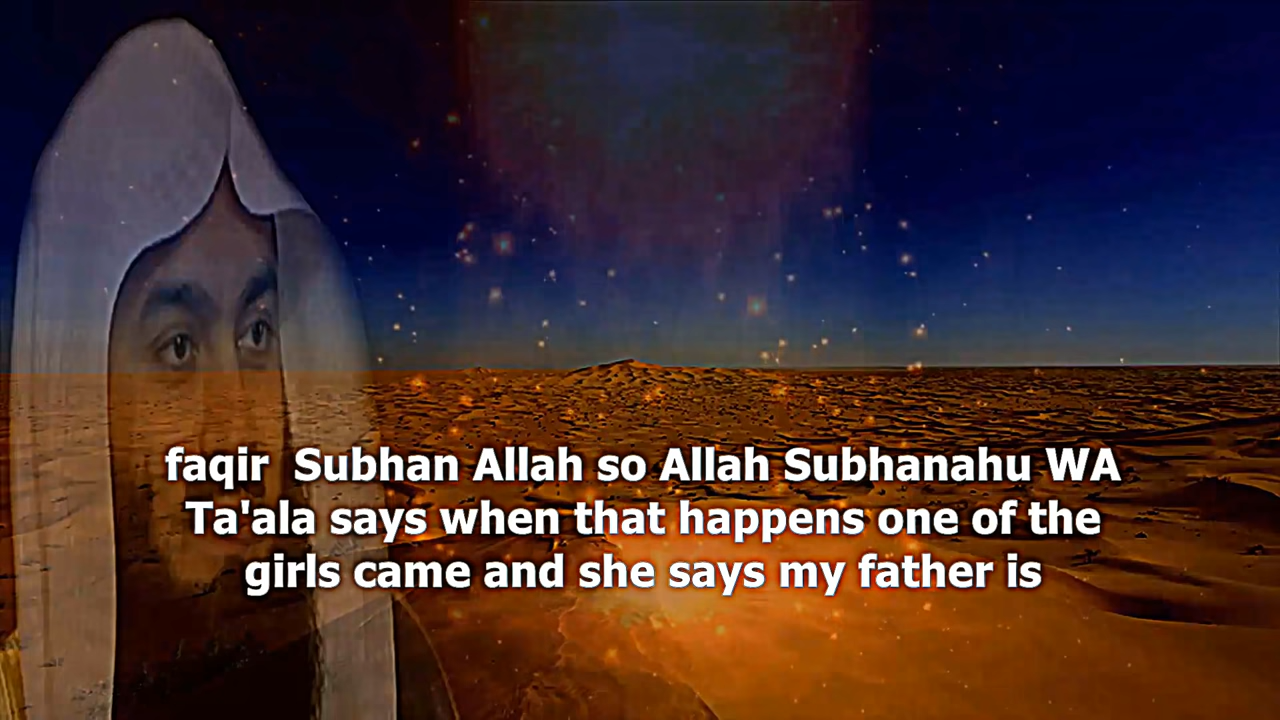 faqir  Subhan Allah so Allah Subhanahu WA
Ta'ala says when that happens one of the
girls came and she says my father is